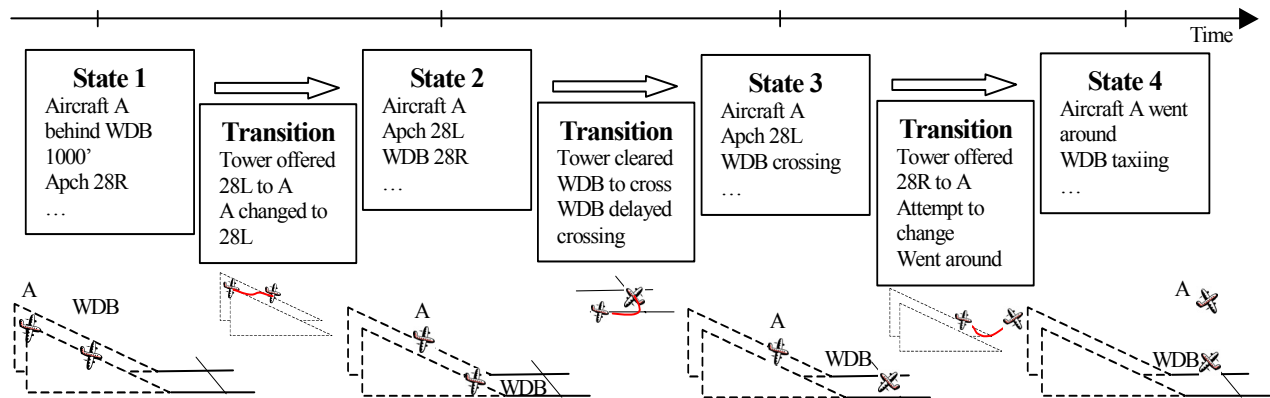 Time
State 1
Aircraft A
behind WDB
1000’
Apch 28R
…
Transition
Tower offered
28L to A
A changed to
28L
State 2
Aircraft A
Apch 28L
WDB 28R
…
Transition
Tower cleared
WDB to cross
WDB delayed
crossing
State 3
Aircraft A
Apch 28L
WDB crossing
…
Transition
Tower offered
28R to A
Attempt to
change
Went around
State 4
Aircraft A went
around
WDB taxiing
…
A
WDB
A
WDB
A
WDB
A
WDB